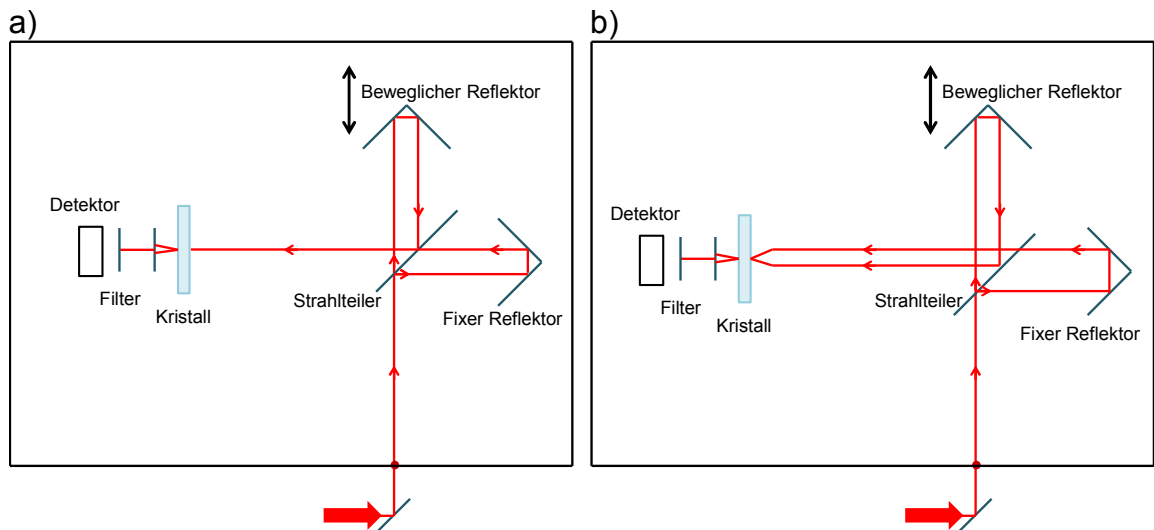 a)
Beweglicher Reflektor
Detektor
Filter
Kristall
Strahlteiler
Fixer Reflektor
b)
Beweglicher Reflektor
Detektor
Filter
Kristall
Strahlteiler
Fixer Reflektor